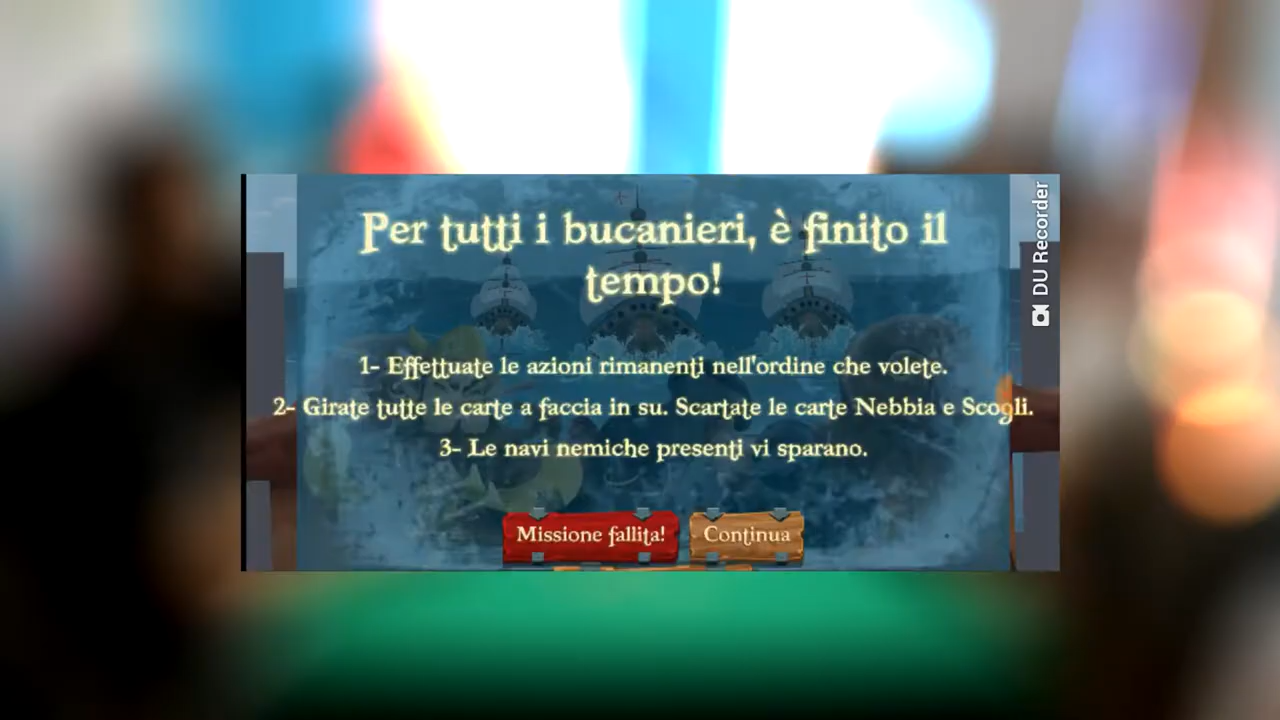 Per tutti i bucanieri, è finito il
tempo!
1- Effettuate le azioni rimanenti nell'ordine che volete.
2- Girate tutte le carte a faccia in su. Scartate le carte Nebbia e Scogli.
3- Le navi nemiche presenti vi sparano.
Missione fallita!
Continua
DU Recorder